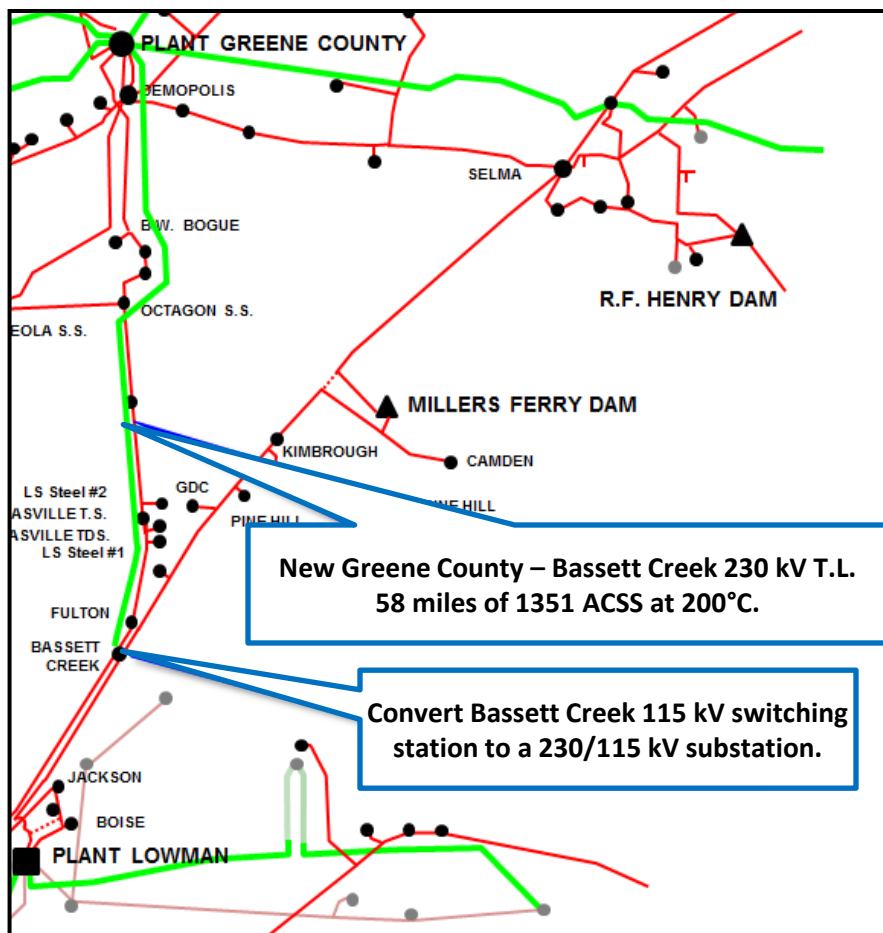 PLANT GREENE COUNTY
DEMOPOLIS
SELMA
B.W. BOGUE
R.F. HENRY DAM
OCTAGON S.S.
EOLA S.S.
MILLERS FERRY DAM
KIMBROUGH
CAMDEN
LS Steel #2
GDC
ASVILLE T.S.
PINE HILL
INE HILL
ASVILLE TDS.
LS Steel #1
New Greene County – Bassett Creek 230 kV T.L.
58 miles of 1351 ACSS at 200°C.
FULTON
BASSETT
CREEK
Convert Bassett Creek 115 kV switching
station to a 230/115 kV substation.
JACKSON
BOISE
PLANT LOWMAN